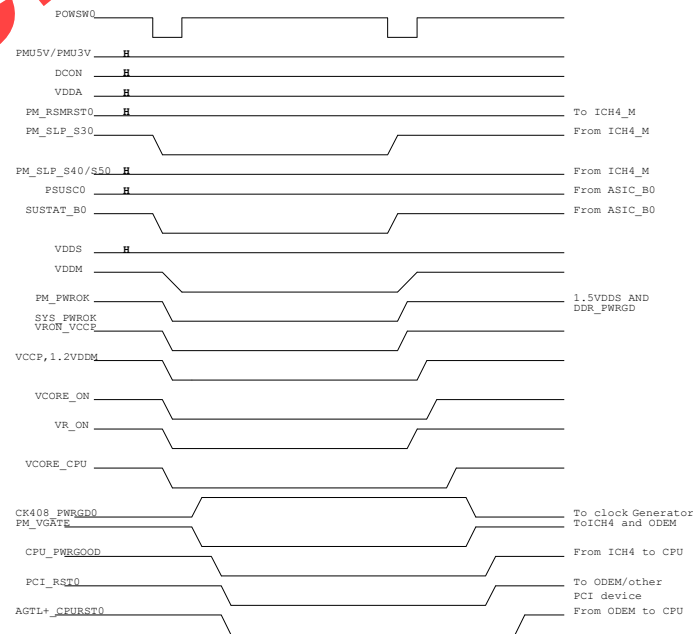 POWSW0
PMU5V/PMU3V H
DCON H
VDDA H
PM_RSMRST0 H To ICH4_M
PM_SLP_S30 From ICH4_M
PM_SLP_S40/S50 H From ICH4_M
PSUSC0 H From ASIC_B0
SUSTAT_B0 From ASIC_B0
VDDS H
VDDM
PM_PWROK 1.5VDDS AND
DDR_PWRGD
SYS_PWROK
VRON_VCCP
VCCP,1.2VDDM
VCORE_ON
VR_ON
VCORE_CPU
CK408_PWRGD0 To clock Generator
PM_VGATE ToICH4 and ODEM
CPU_PWRGOOD From ICH4 to CPU
PCI_RST0 To ODEM/other
PCI device
AGTL+_CPURST0 From ODEM to CPU